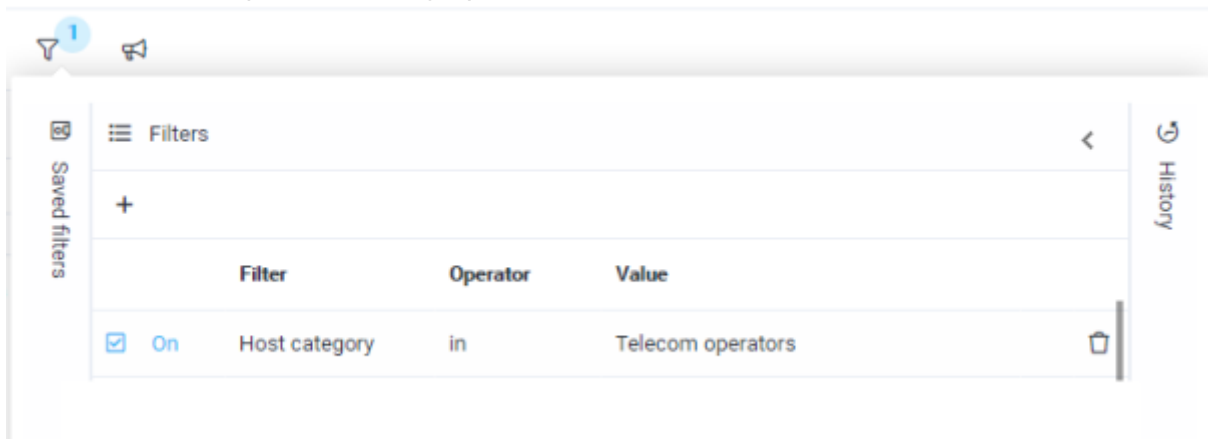 1
Saved filters
Filters
History
Filter Operator Value
On Host category in Telecom operators